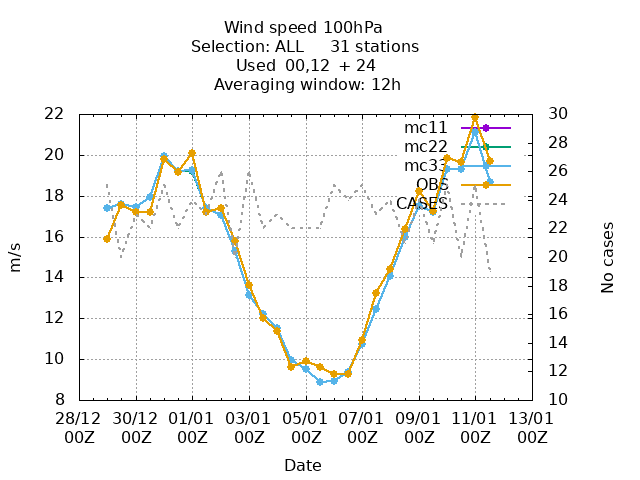 Wind speed 100hPa
Selection: ALL 31 stations
Used 00,12 + 24
Averaging window: 12h
22
20
18
16
14
12
10
8
m/s
30
28
26
24
22
20
18
16
14
12
10
No cases
mc11
mc22
mc33
OBS
CASES
28/12 30/12 01/01 03/01 05/01 07/01 09/01 11/01 13/01
00Z 00Z 00Z 00Z 00Z 00Z 00Z 00Z 00Z
Date